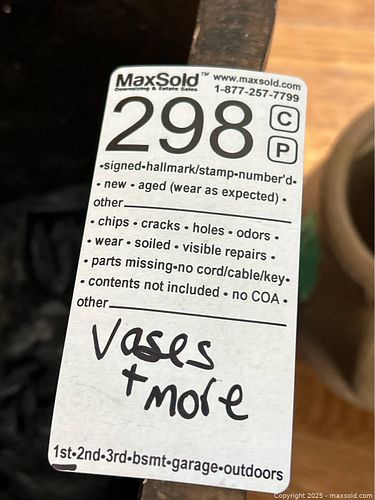 MaxSold™ www.maxsold.com
Downsizing & Estate Sales 1-877-257-7799
298 C
P
•signed•hallmark/stamp•number'd•
• new • aged (wear as expected) •
other
• chips • cracks • holes • odors •
• wear • soiled • visible repairs •
• parts missing•no cord/cable/key•
• contents not included • no COA •
other
Vases
+ more
1st•2nd•3rd•bsmt•garage•outdoors
Copyright 2025 - maxsold.com